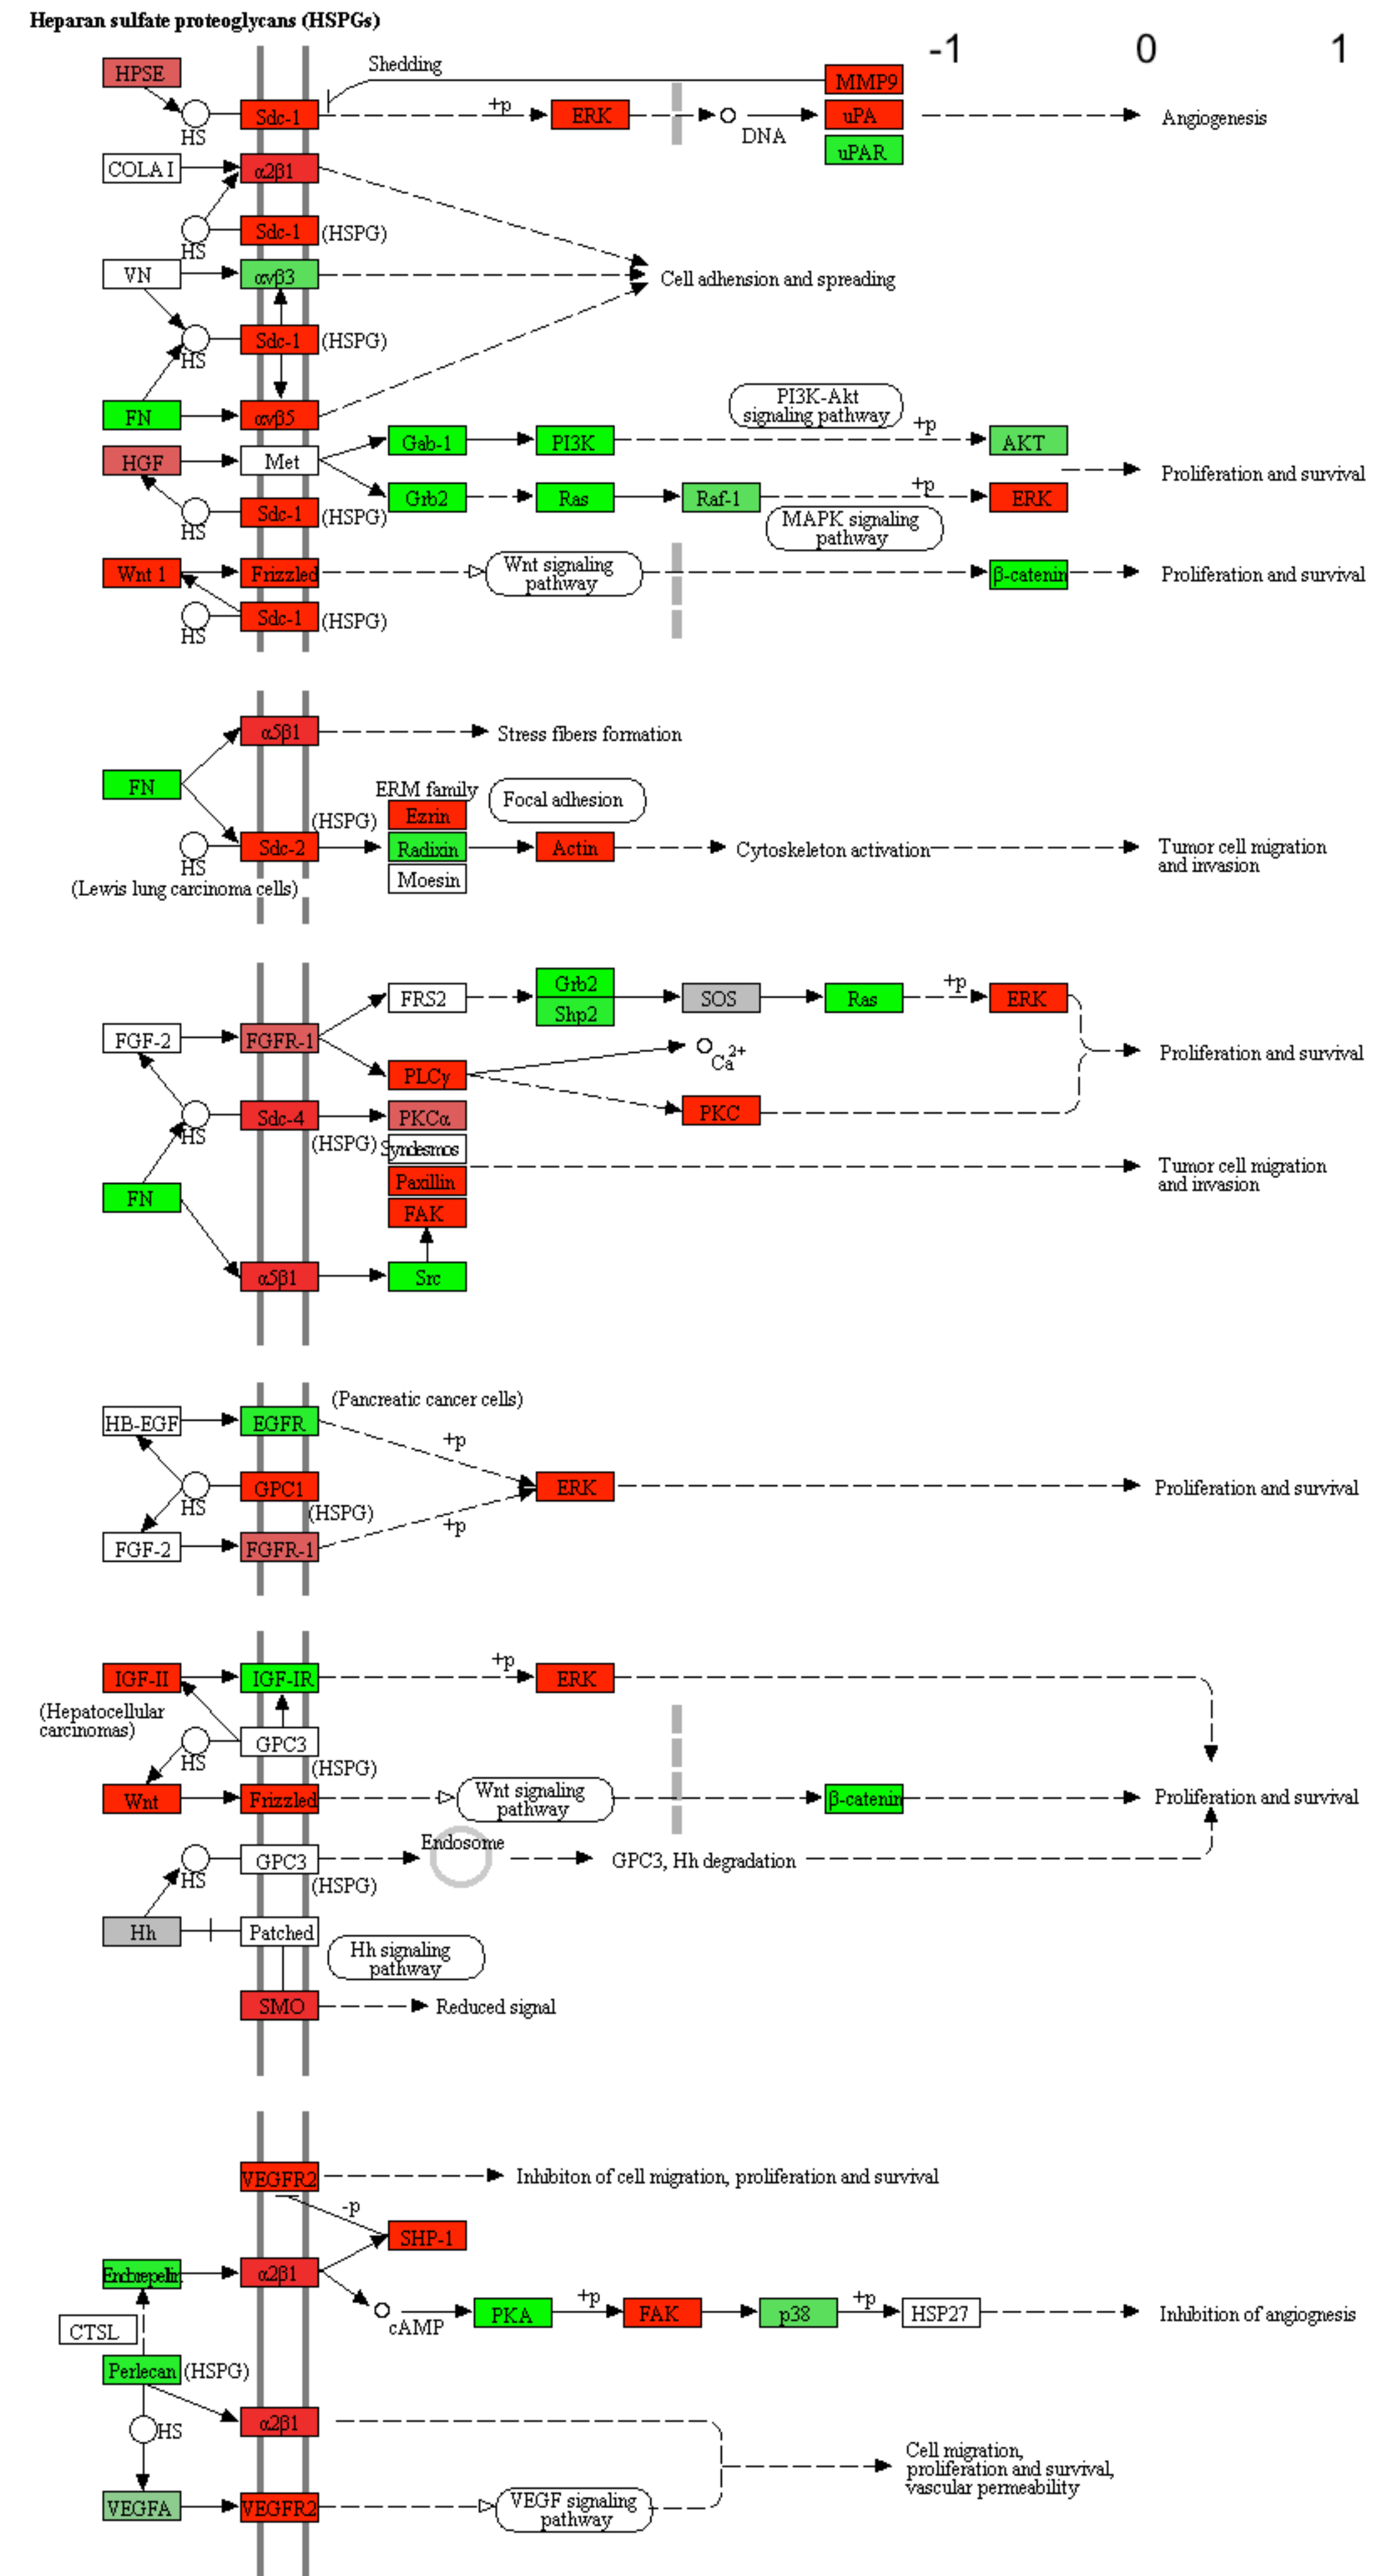 Heparan sulfate proteoglycans (HSPGs)
-1 0 1
HPSE
Shedding
MMP9
HS
Sdc-1
+p
ERK
DNA
uPA
Angiogenesis
uPAR
COLA1
α2β1
HS
Sdc-1 (HSPG)
VN
αvβ3
Cell adhension and spreading
HS
Sdc-1 (HSPG)
FN
αvβ5
PI3K-Akt
signaling pathway
Gab-1
PI3K
+p
AKT
HGF
Met
Proliferation and survival
Grb2
Ras
Raf-1
+p
ERK
HS
Sdc-1 (HSPG)
MAPK signaling
pathway
Wnt 1
Frizzled
Wnt signaling
pathway
β-catenin
Proliferation and survival
HS
Sdc-1 (HSPG)
α5β1
Stress fibers formation
FN
ERM family
Focal adhesion
(HSPG)
Ezrin
HS
Sdc-2
Radixin
Actin
Cytoskeleton activation
Tumor cell migration
and invasion
Moesin
(Lewis lung carcinoma cells)
FRS2
Grb2
Shp2
SOS
Ras
+p
ERK
FGF-2
FGFR-1
Ca2+
Proliferation and survival
PLCγ
PKC
HS
Sdc-4
(HSPG)
PKCα
Syndesmos
Paxillin
FAK
Tumor cell migration
and invasion
FN
α5β1
Src
(Pancreatic cancer cells)
HB-EGF
EGFR
+p
HS
GPC1
(HSPG)
ERK
Proliferation and survival
FGF-2
FGFR-1
+p
IGF-II
IGF-IR
+p
ERK
(Hepatocellular
carcinomas)
HS
GPC3
(HSPG)
Wnt
Frizzled
Wnt signaling
pathway
β-catenin
Proliferation and survival
HS
GPC3
(HSPG)
Endosome
GPC3, Hh degradation
Hh
Patched
Hh signaling
pathway
SMO
Reduced signal
VEGFR2
Inhibiton of cell migration, proliferation and survival
-p
SHP-1
Endorepellin
α2β1
cAMP
PKA
+p
FAK
p38
+p
HSP27
Inhibition of angiognesis
CTSL
Perlecan (HSPG)
HS
α2β1
Cell migration,
proliferation and survival,
vascular permeability
VEGFA
VEGFR2
VEGF signaling
pathway